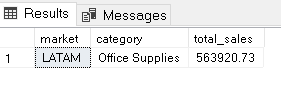 Results Messages
market category total_sales
1 LATAM Office Supplies 563920.73